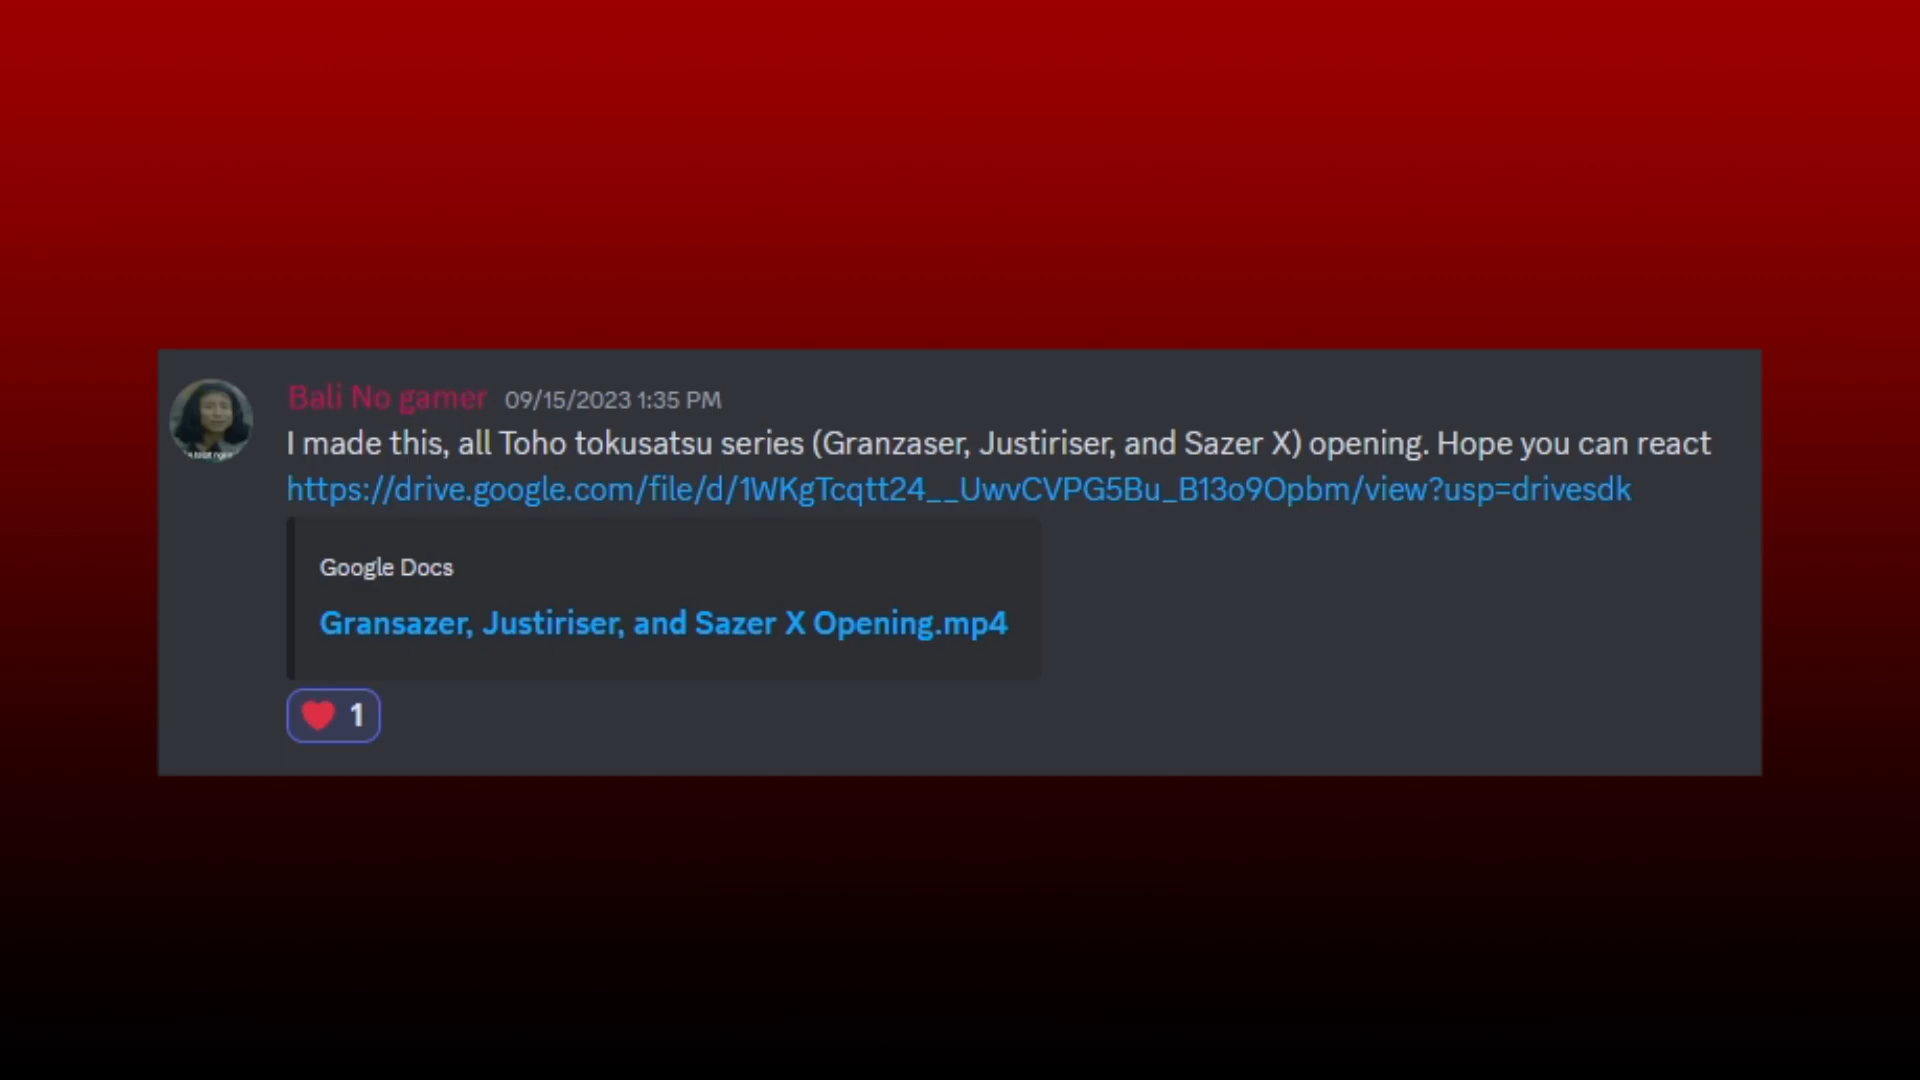 Bali No gamer 09/15/2023 1:35 PM
I made this, all Toho tokusatsu series (Granzaser, Justiriser, and Sazer X) opening. Hope you can react
https://drive.google.com/file/d/1WKgTcqtt24__UwvCVPG5Bu_B13o9Opbm/view?usp=drivesdk
Google Docs
Gransazer, Justiriser, and Sazer X Opening.mp4
1